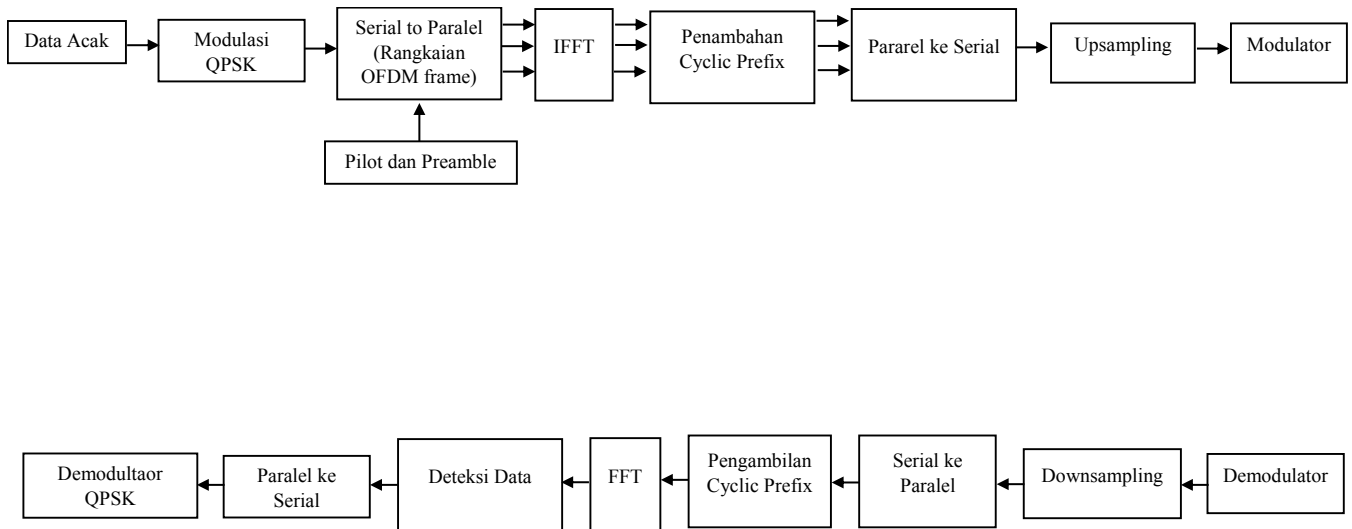 Data Acak
Modulasi
QPSK
Serial to Paralel
(Rangkaian
OFDM frame)
IFFT
Penambahan
Cyclic Prefix
Pararel ke Serial
Upsampling
Modulator
Pilot dan Preamble
Demodultaor
QPSK
Paralel ke
Serial
Deteksi Data
FFT
Pengambilan
Cyclic Prefix
Serial ke
Paralel
Downsampling
Demodulator